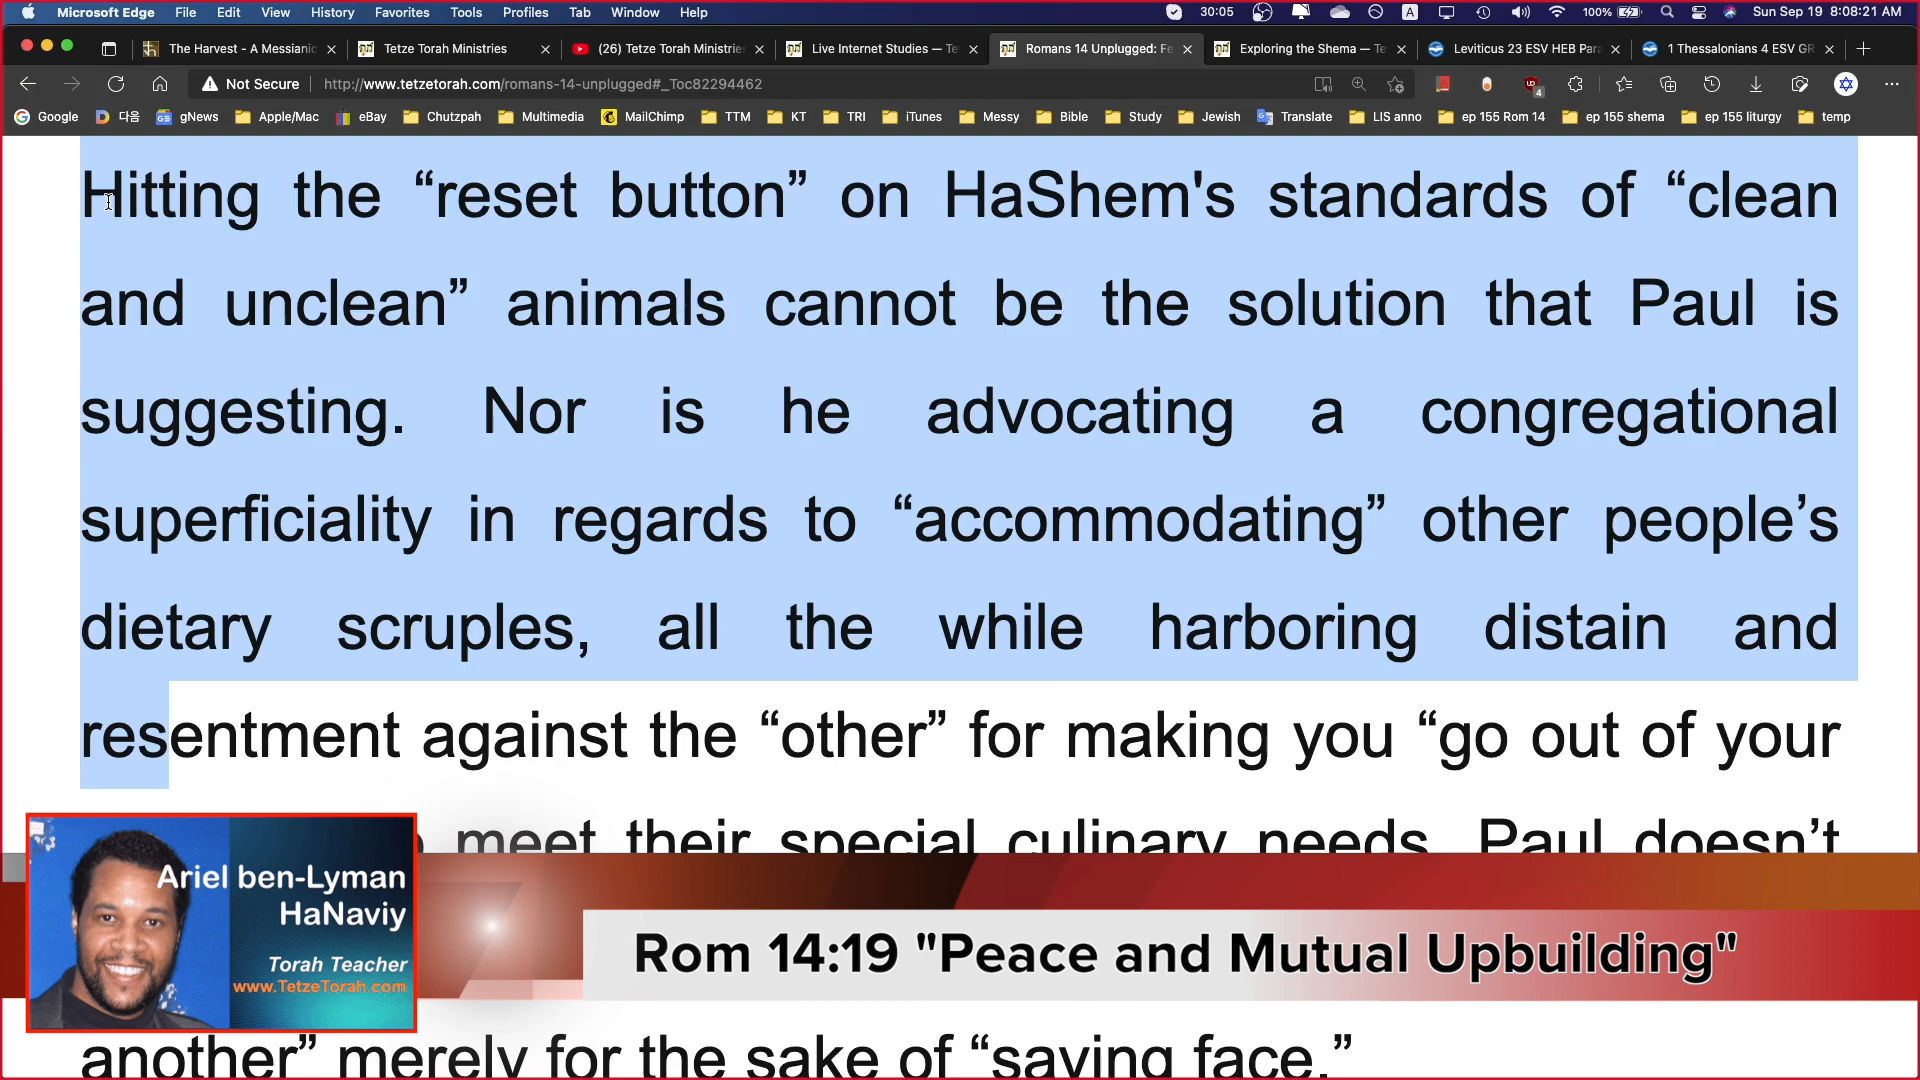 Microsoft Edge File Edit View History Favorites Tools Profiles Tab Window Help 30:05 A 100% Sun Sep 19 8:08:21 AM
The Harvest - A Messianic Tetze Torah Ministries (26) Tetze Torah Ministries Live Internet Studies — Te Romans 14 Unplugged: Fe Exploring the Shema — Te Leviticus 23 ESV HEB Para 1 Thessalonians 4 ESV GR
Not Secure http://www.tetzetorah.com/romans-14-unplugged#_Toc82294462 4
Google 다음 gNews Apple/Mac eBay Chutzpah Multimedia MailChimp TTM KT TRI iTunes Messy Bible Study Jewish Translate LIS anno ep 155 Rom 14 ep 155 shema ep 155 liturgy temp
Hitting the “reset button” on HaShem's standards of “clean
and unclean” animals cannot be the solution that Paul is
suggesting. Nor is he advocating a congregational
superficiality in regards to “accommodating” other people’s
dietary scruples, all the while harboring distain and
resentment against the “other” for making you “go out of your
meet their special culinary needs. Paul doesn’t
Ariel ben-Lyman
HaNaviy
Torah Teacher
www.TetzeTorah.com
Rom 14:19 "Peace and Mutual Upbuilding"
another” merely for the sake of “saving face.”